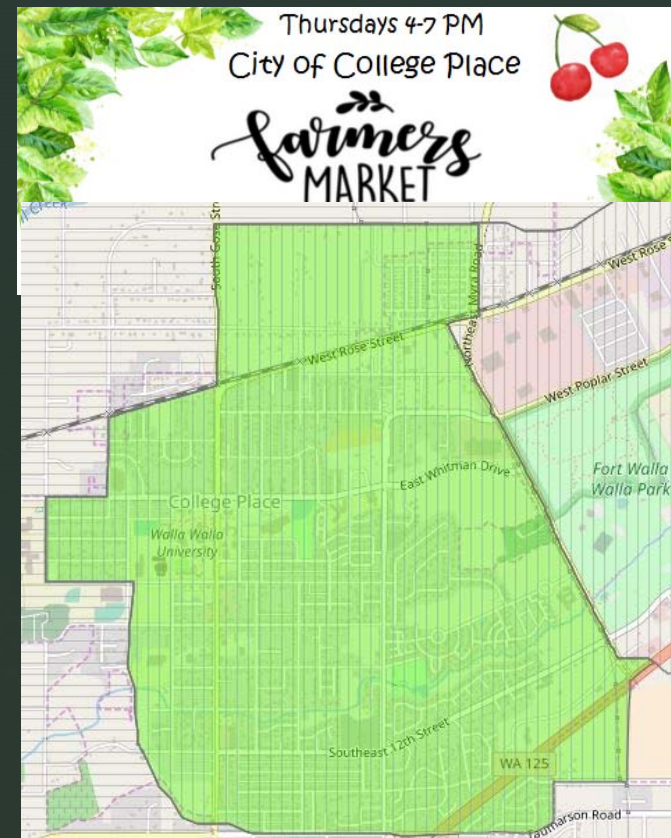 Thursdays 4-7 PM
City of College Place
farmers
MARKET
South Gose Str
Northeast Myra Road
West Rose S
West Rose Street
West Poplar Street
East Whitman Drive
Fort Walla
Walla Park
College Place
Walla Walla
University
Southeast 12th Street
WA 125
Taumarson Road